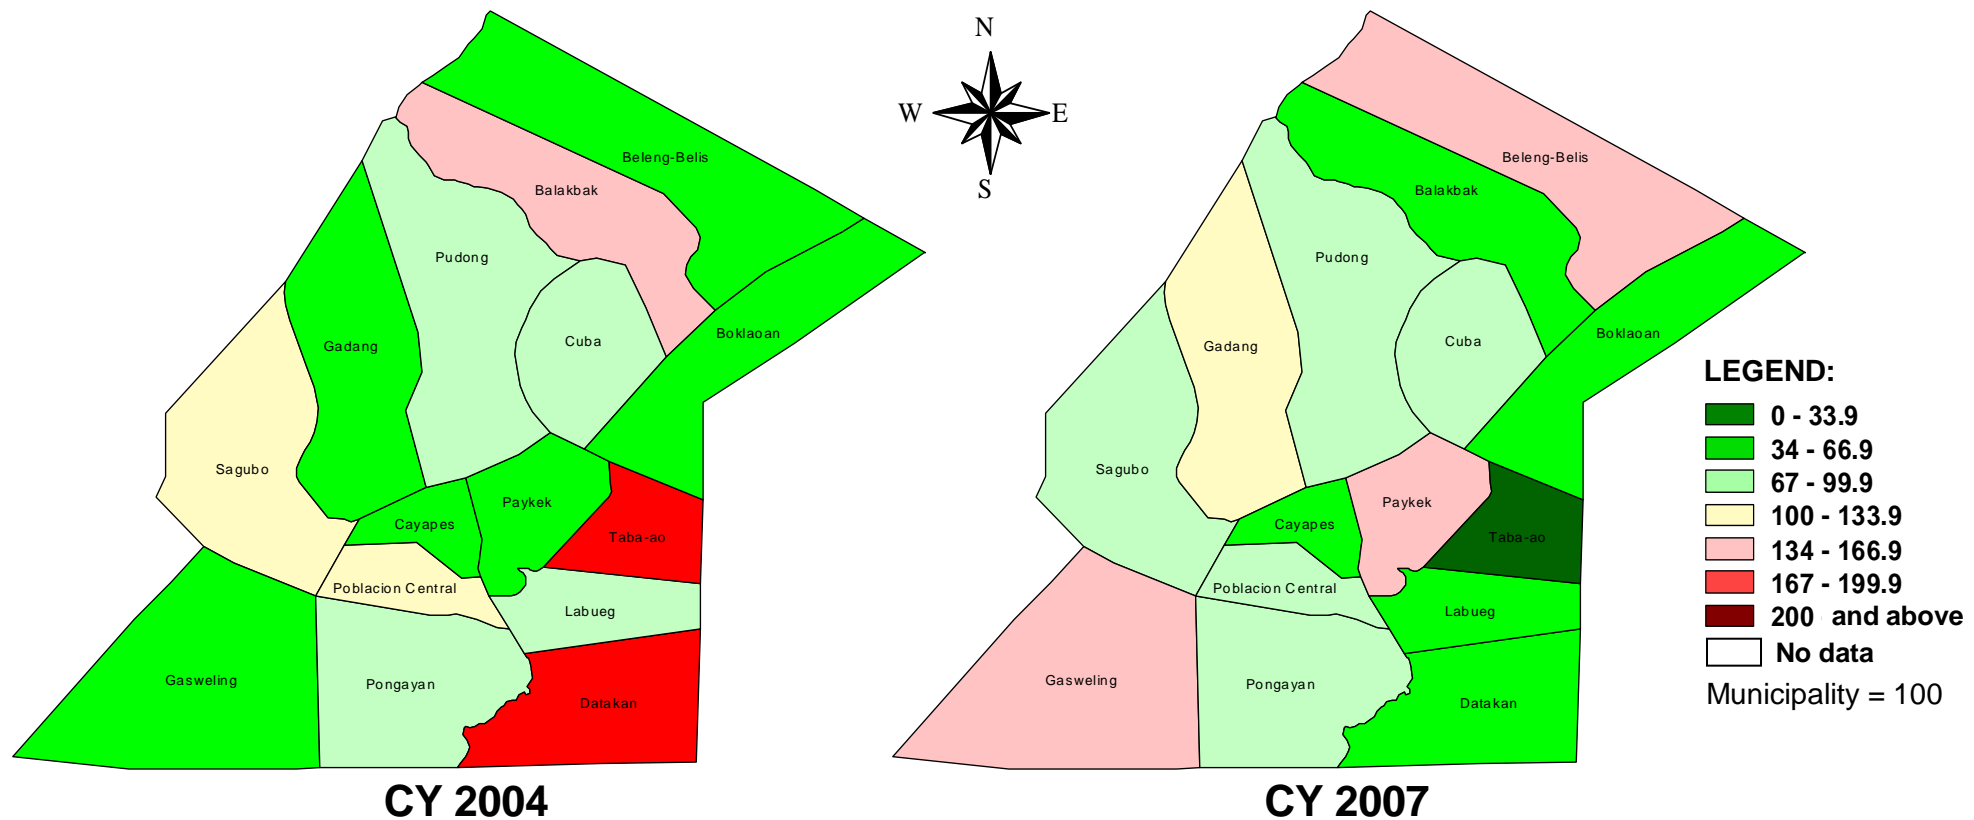 N
W
E
S
Beleng-Belis
Balakbak
Pudong
Cuba
Boklaoan
Gadang
Sagubo
Paykek
Cayapes
Taba-ao
Poblacion Central
Labueg
Gasweling
Pongayan
Datakan
CY 2004
Beleng-Belis
Balakbak
Pudong
Cuba
Boklaoan
Gadang
Sagubo
Paykek
Cayapes
Taba-ao
Poblacion Central
Labueg
Gasweling
Pongayan
Datakan
CY 2007
LEGEND:
0 - 33.9
34 - 66.9
67 - 99.9
100 - 133.9
134 - 166.9
167 - 199.9
200 and above
No data
Municipality = 100